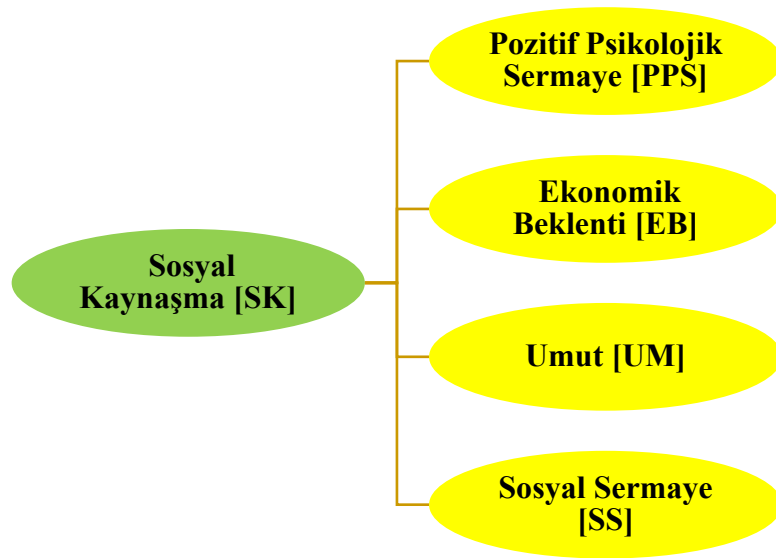 Pozitif Psikolojik
Sermaye [PPS]
Ekonomik
Beklenti [EB]
Sosyal
Kaynaşma [SK]
Umut [UM]
Sosyal Sermaye
[SS]